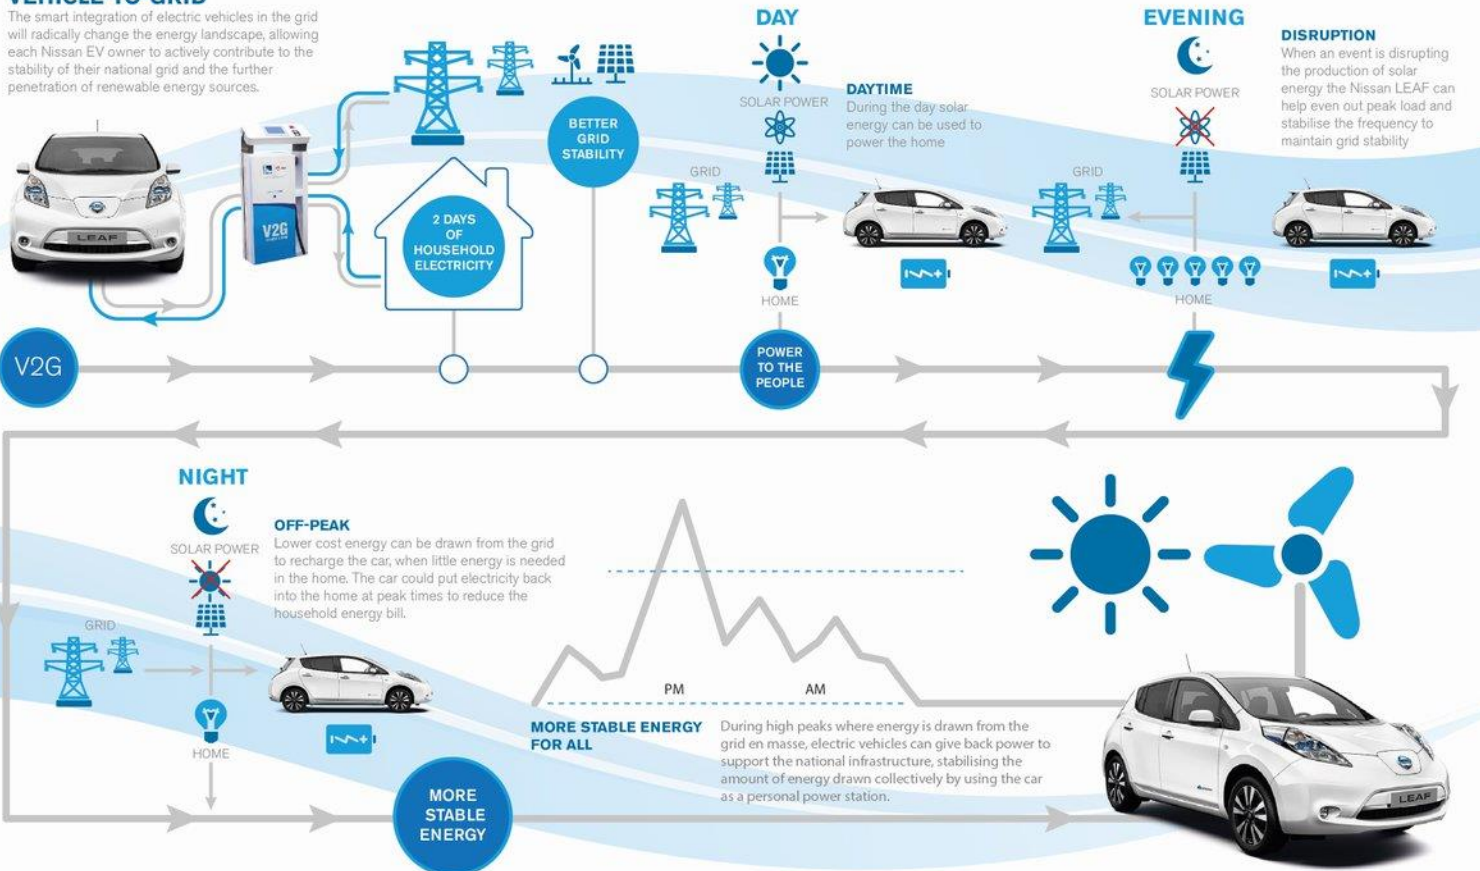 VEHICLE TO GRID
The smart integration of electric vehicles in the grid
will radically change the energy landscape, allowing
each Nissan EV owner to actively contribute to the
stability of their national grid and the further
penetration of renewable energy sources.
LEAF
V2G
2 DAYS
OF
HOUSEHOLD
ELECTRICITY
BETTER
GRID
STABILITY
DAY
SOLAR POWER
GRID
HOME
DAYTIME
During the day solar
energy can be used to
power the home
EVENING
SOLAR POWER
GRID
HOME
DISRUPTION
When an event is disrupting
the production of solar
energy the Nissan LEAF can
help even out peak load and
stabilise the frequency to
maintain grid stability
V2G
POWER
TO THE
PEOPLE
NIGHT
SOLAR POWER
GRID
HOME
OFF-PEAK
Lower cost energy can be drawn from the grid
to recharge the car, when little energy is needed
in the home. The car could put electricity back
into the home at peak times to reduce the
household energy bill.
PM
AM
MORE STABLE ENERGY
FOR ALL
During high peaks where energy is drawn from the
grid en masse, electric vehicles can give back power to
support the national infrastructure, stabilising the
amount of energy drawn collectively by using the car
as a personal power station.
MORE
STABLE
ENERGY
LEAF